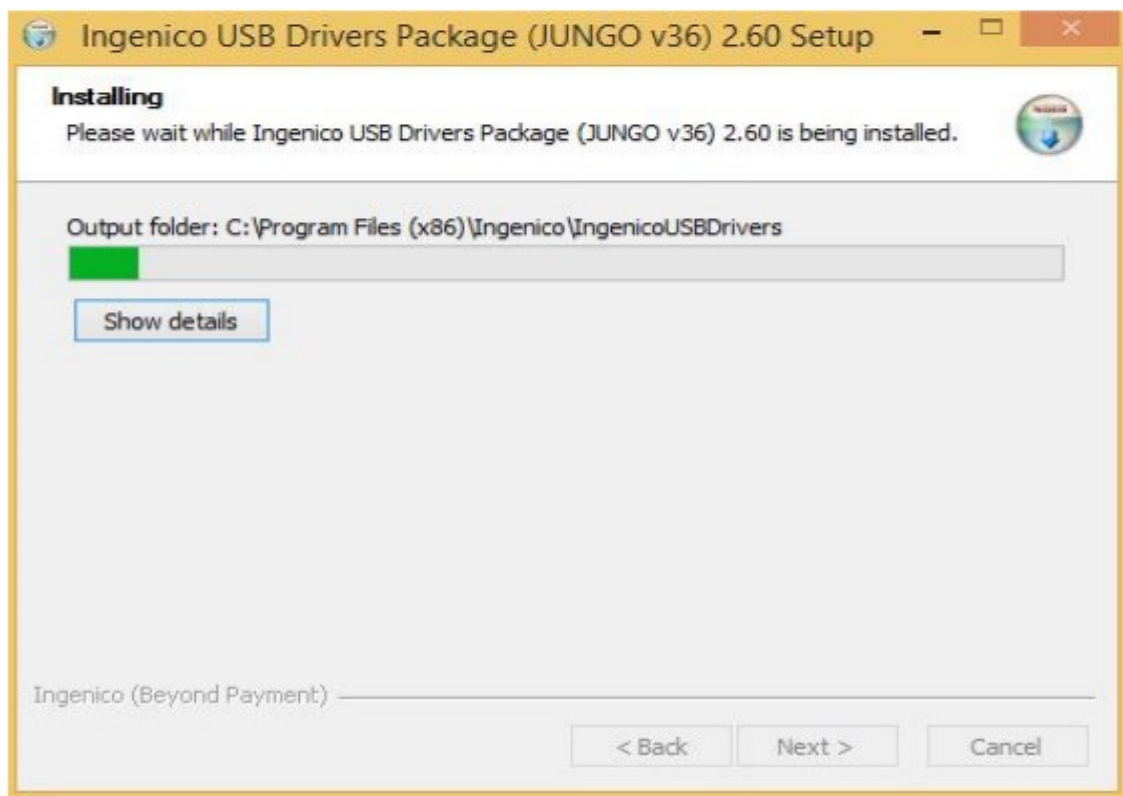 Ingenico USB Drivers Package (JUNGO v36) 2.60 Setup
Installing
Please wait while Ingenico USB Drivers Package (JUNGO v36) 2.60 is being installed.
Output folder: C:\Program Files (x86)\Ingenico\IngenicoUSBDrivers
Show details
Ingenico (Beyond Payment)
< Back Next > Cancel